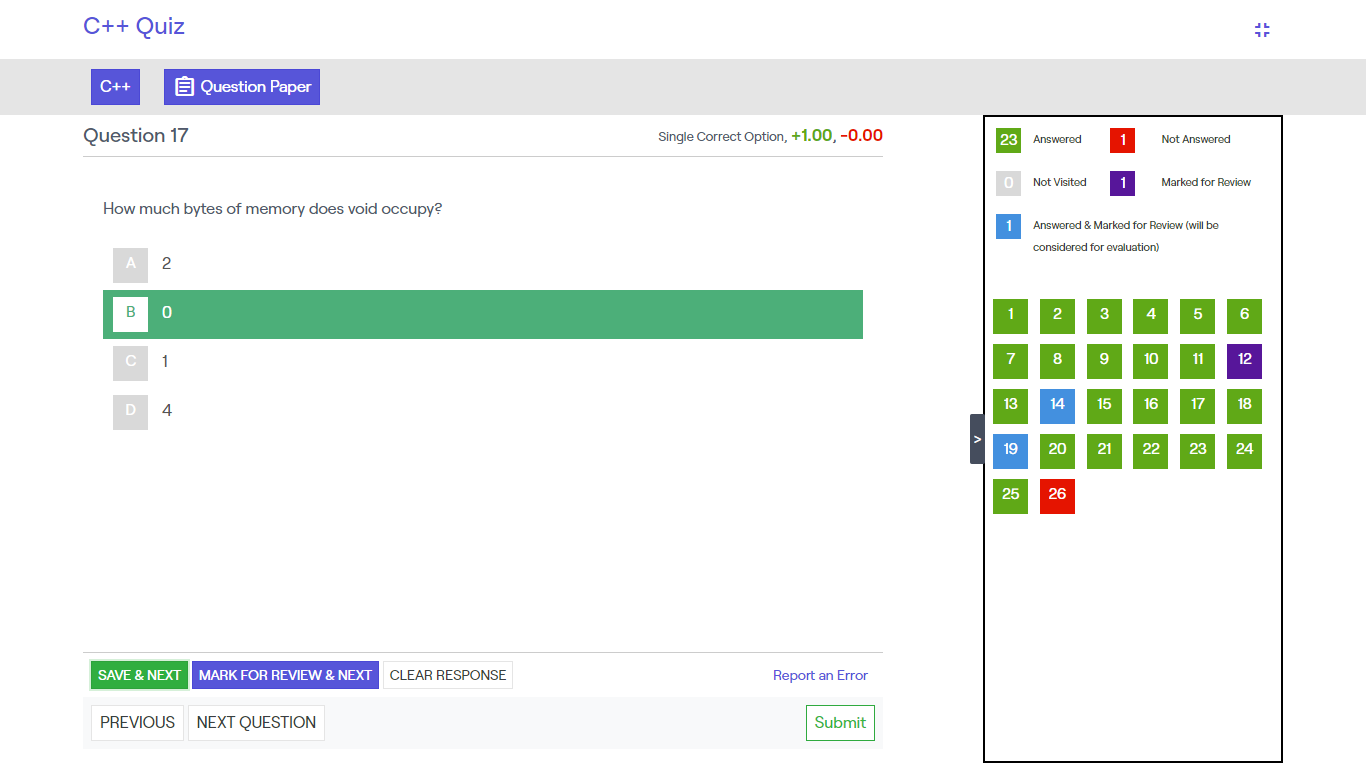 C++ Quiz
C++
Question Paper
Question 17
Single Correct Option, +1.00, -0.00
How much bytes of memory does void occupy?
A 2
B 0
C 1
D 4
SAVE & NEXT
MARK FOR REVIEW & NEXT
CLEAR RESPONSE
Report an Error
PREVIOUS
NEXT QUESTION
Submit
>
23 Answered
1 Not Answered
0 Not Visited
1 Marked for Review
1 Answered & Marked for Review (will be
considered for evaluation)
1 2 3 4 5 6
7 8 9 10 11 12
13 14 15 16 17 18
19 20 21 22 23 24
25 26